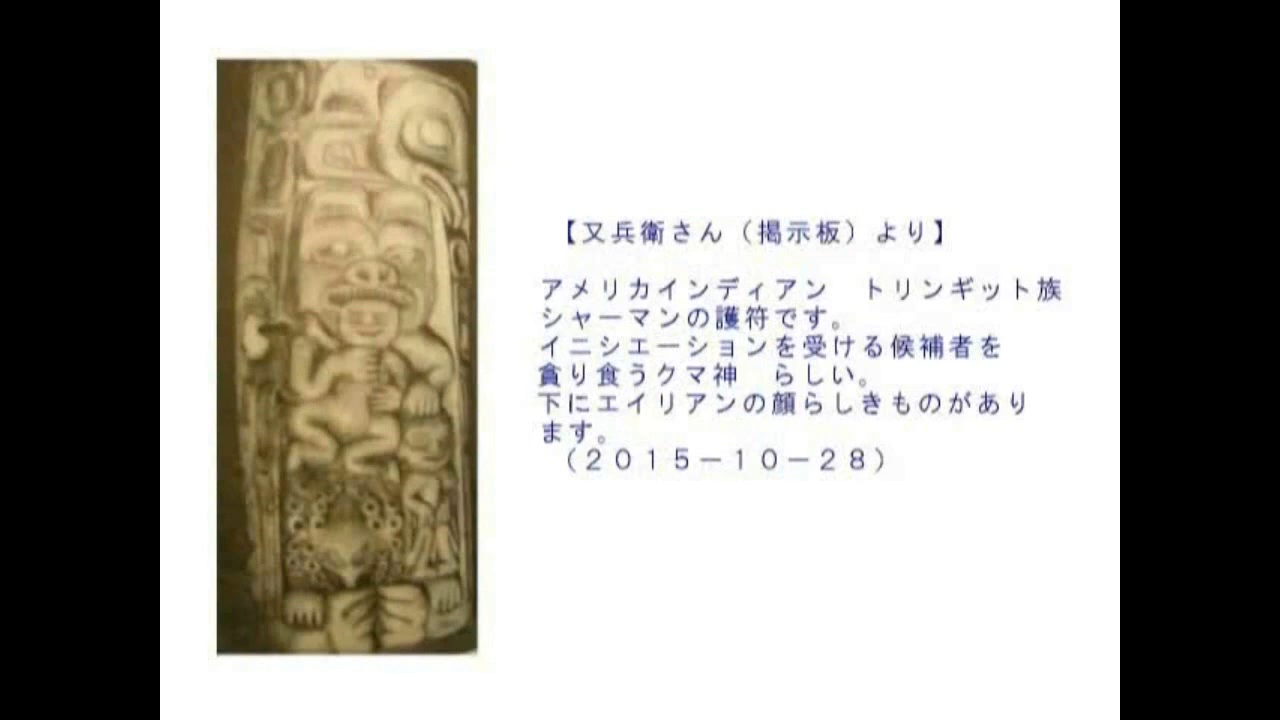 【又兵衛さん（掲示板）より】
アメリカインディアン　トリンギット族
シャーマンの護符です。
イニシエーションを受ける候補者を
貪り食うクマ神　らしい。
下にエイリアンの顔らしきものがあり
ます。
（２０１５－１０－２８）